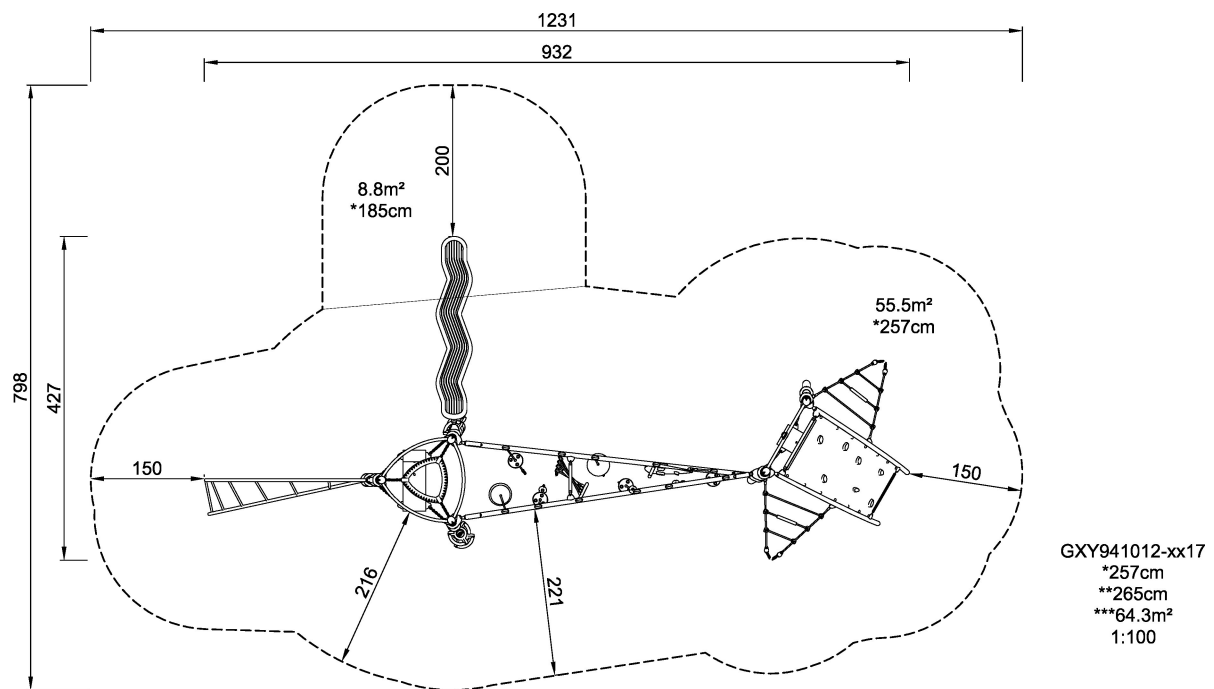 1231
932
200
8.8m²
*185cm
55.5m²
*257cm
798
427
150
150
216
221
GXY941012-xx17
*257cm
**265cm
***64.3m²
1:100